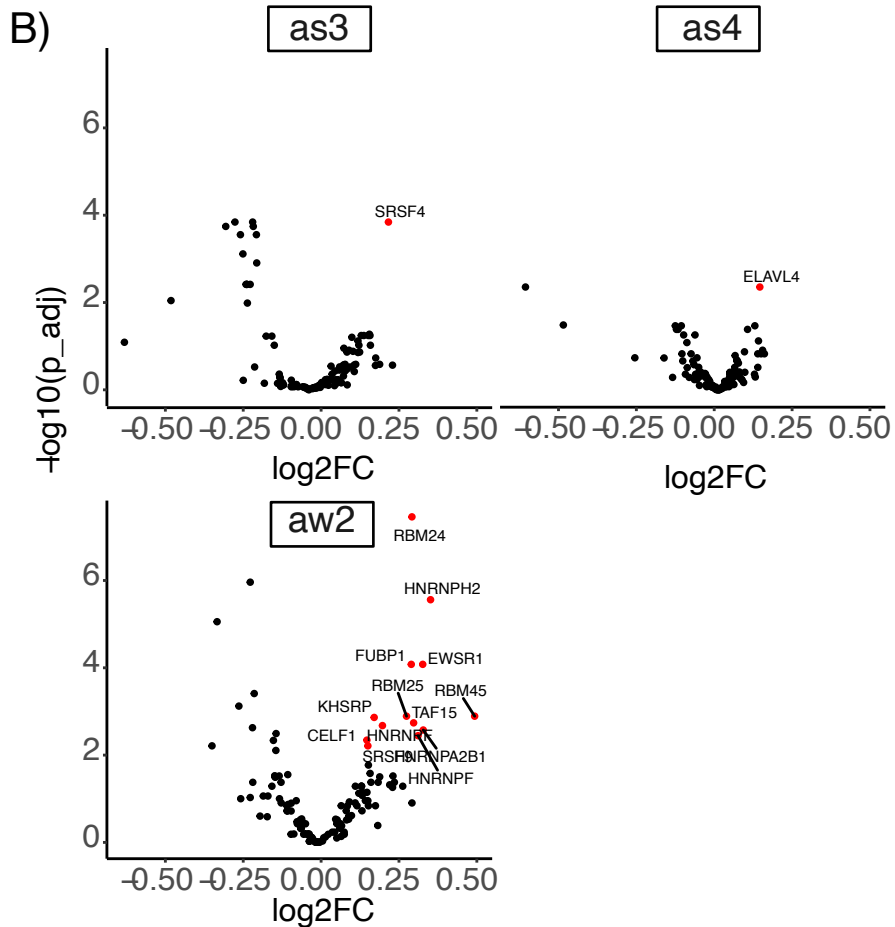 B)
as3
as4
6
4
2
0
SRSF4
ELAVL4
−log10(p_adj)
−0.50 −0.25 0.00 0.25 0.50
−0.50 −0.25 0.00 0.25 0.50
log2FC
log2FC
aw2
RBM24
6
HNRNPH2
4
FUBP1 EWSR1
RBM25 RBM45
KHSRP TAF15
CELF1 HNRNPF
2
SRSF9 HNRNPA2B1
HNRNPF
0
−0.50 −0.25 0.00 0.25 0.50
log2FC